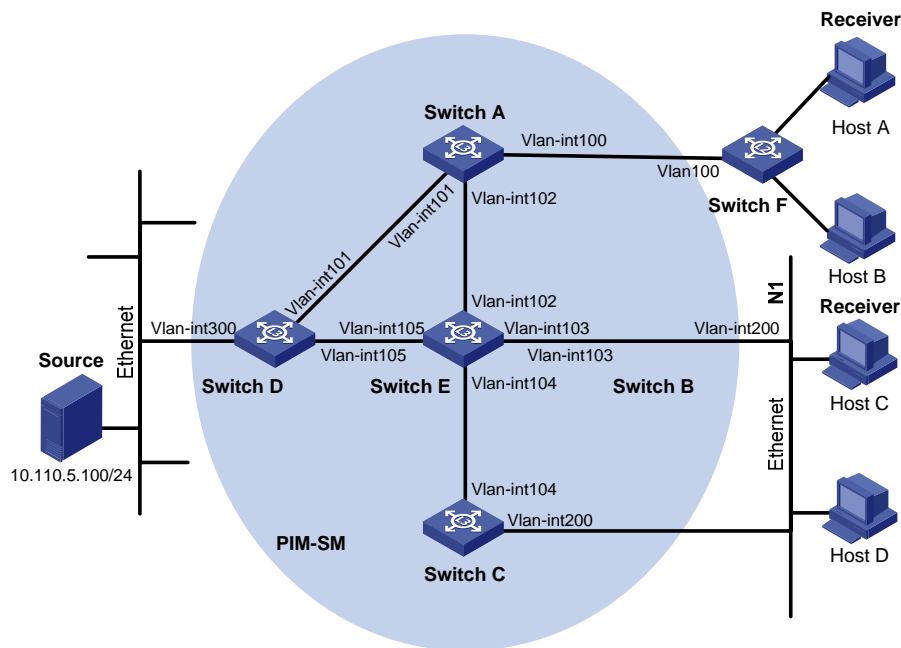 Receiver
Host A
Switch A
Vlan-int100
Vlan100
Switch F
Vlan-int101
Vlan-int102
Host B
Vlan-int101
N1
Receiver
Ethernet
Vlan-int300
Vlan-int102
Vlan-int105
Vlan-int103
Vlan-int200
Source
Vlan-int105
Vlan-int103
Host C
Switch D
Switch E
Vlan-int104
Switch B
Ethernet
10.110.5.100/24
Vlan-int104
Vlan-int200
PIM-SM
Host D
Switch C